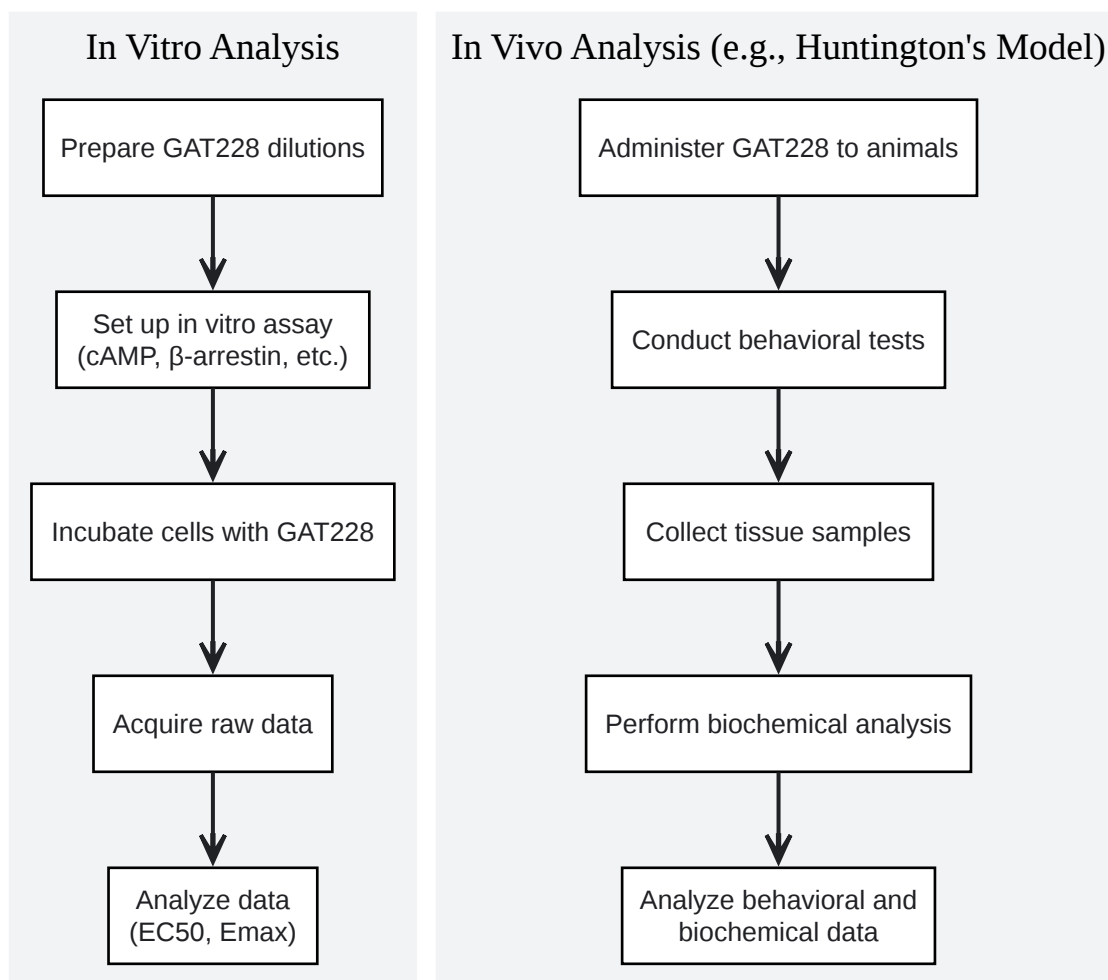 In Vitro Analysis
Prepare GAT228 dilutions
Set up in vitro assay
(cAMP, β-arrestin, etc.)
Incubate cells with GAT228
Acquire raw data
Analyze data
(EC50, Emax)
In Vivo Analysis (e.g., Huntington's Model)
Administer GAT228 to animals
Conduct behavioral tests
Collect tissue samples
Perform biochemical analysis
Analyze behavioral and
biochemical data